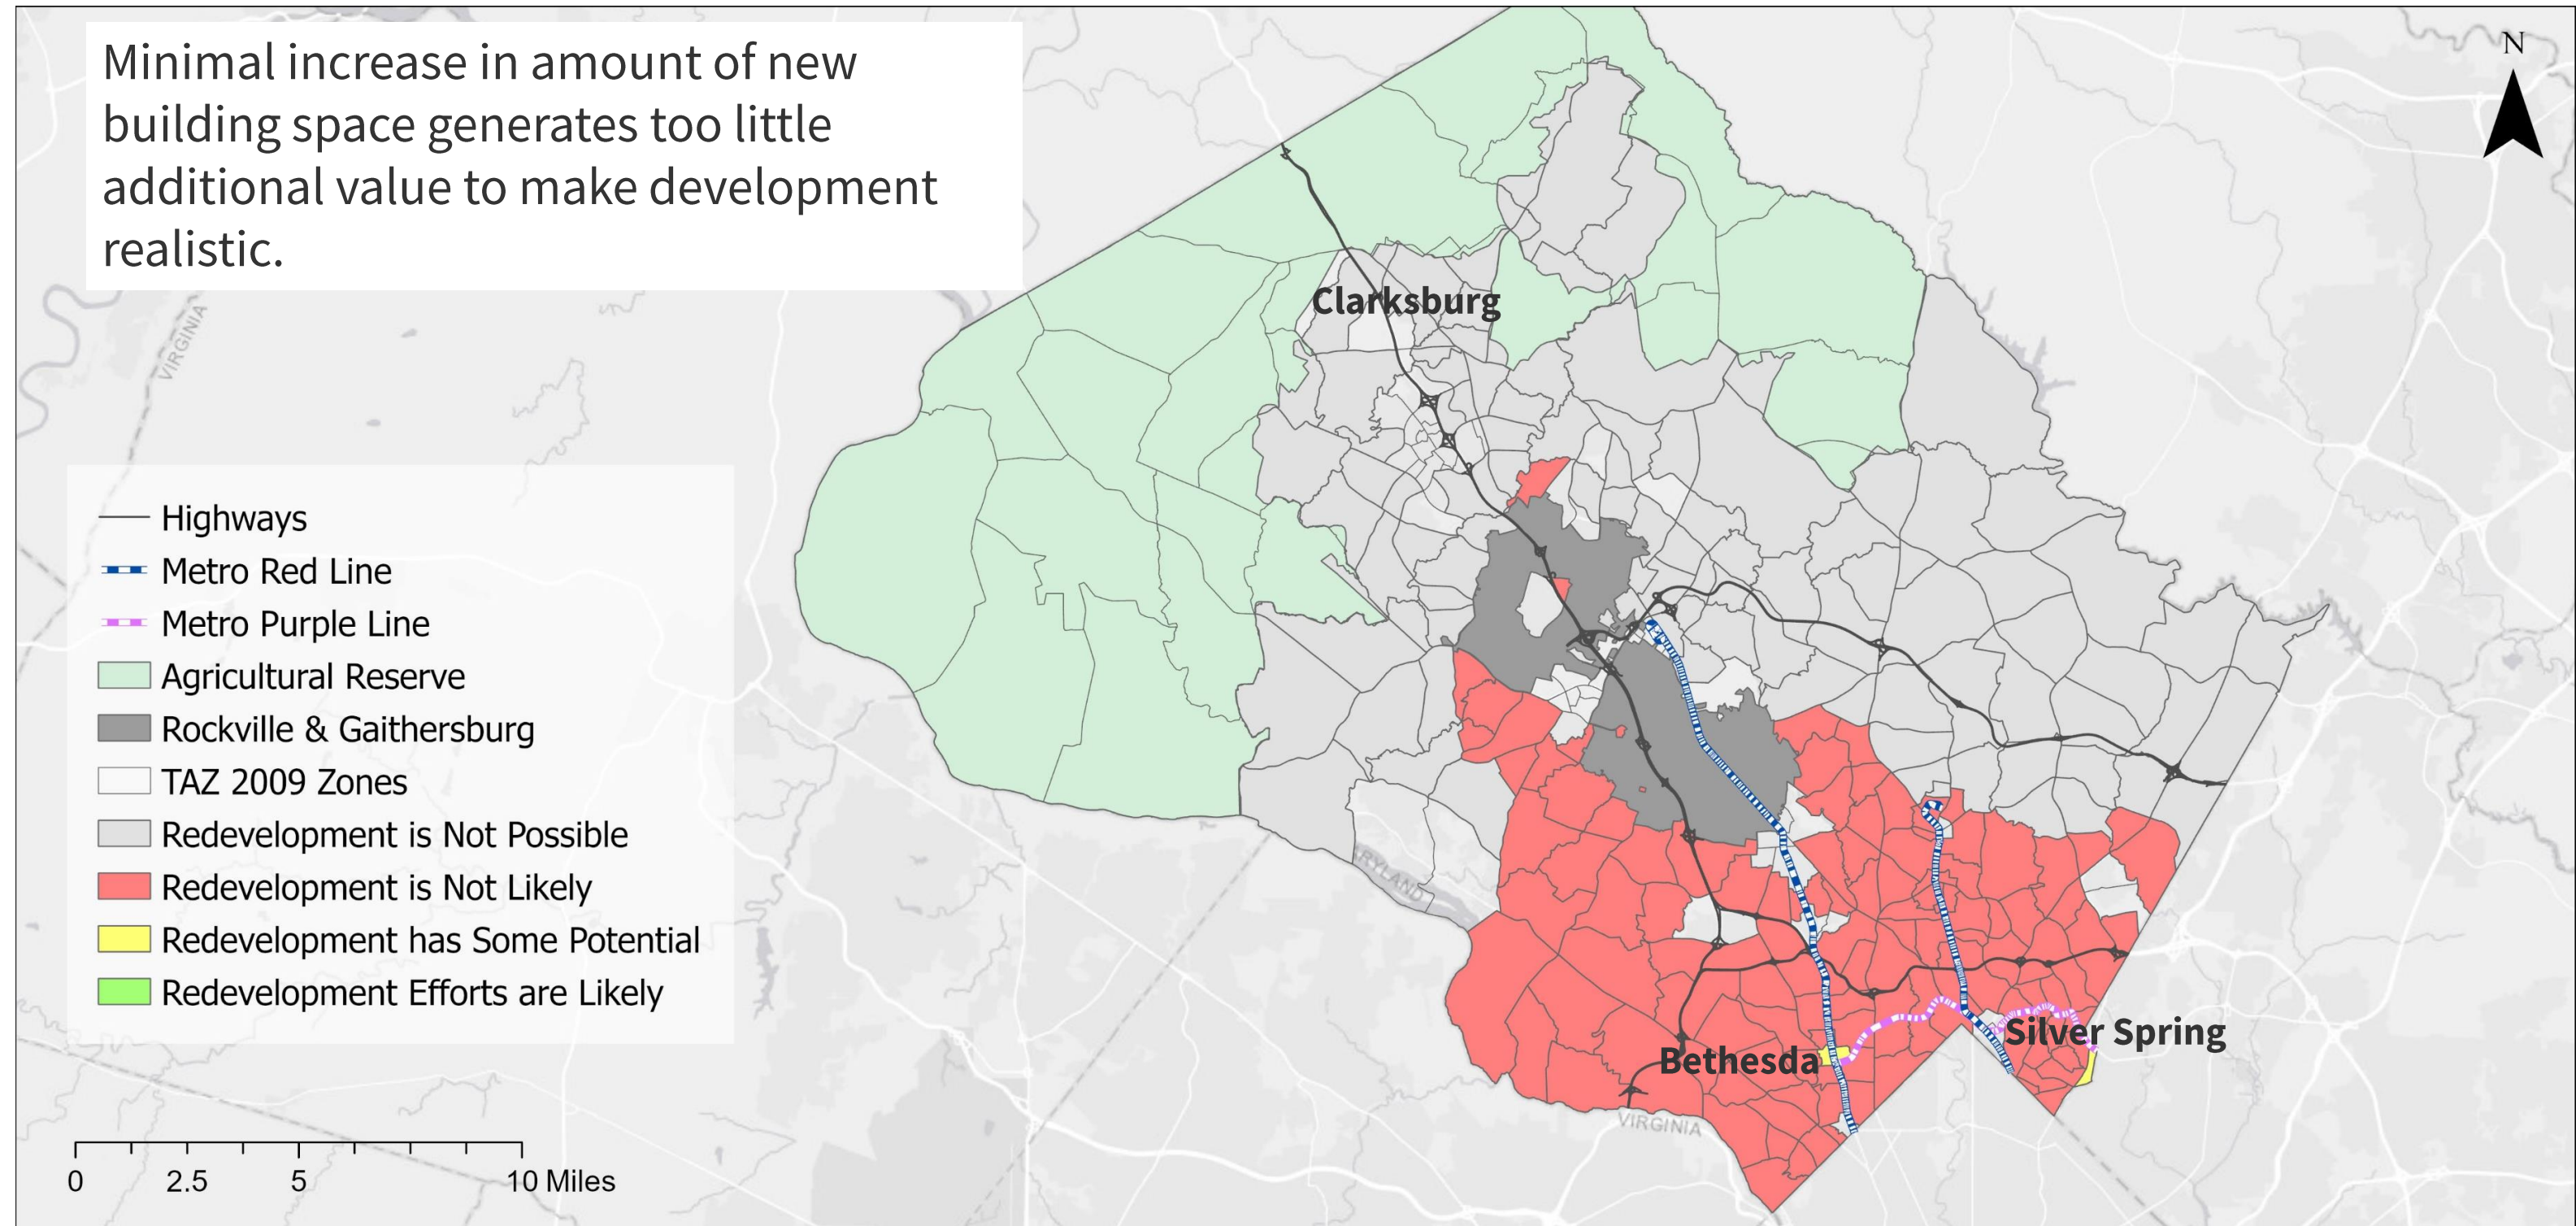 Minimal increase in amount of new
building space generates too little
additional value to make development
realistic.
N
VIRGINIA
Clarksburg
Highways
Metro Red Line
Metro Purple Line
Agricultural Reserve
Rockville & Gaithersburg
TAZ 2009 Zones
Redevelopment is Not Possible
Redevelopment is Not Likely
Redevelopment has Some Potential
Redevelopment Efforts are Likely
RYLAND
Silver Spring
Bethesda
VIRGINIA
0 2.5 5 10 Miles